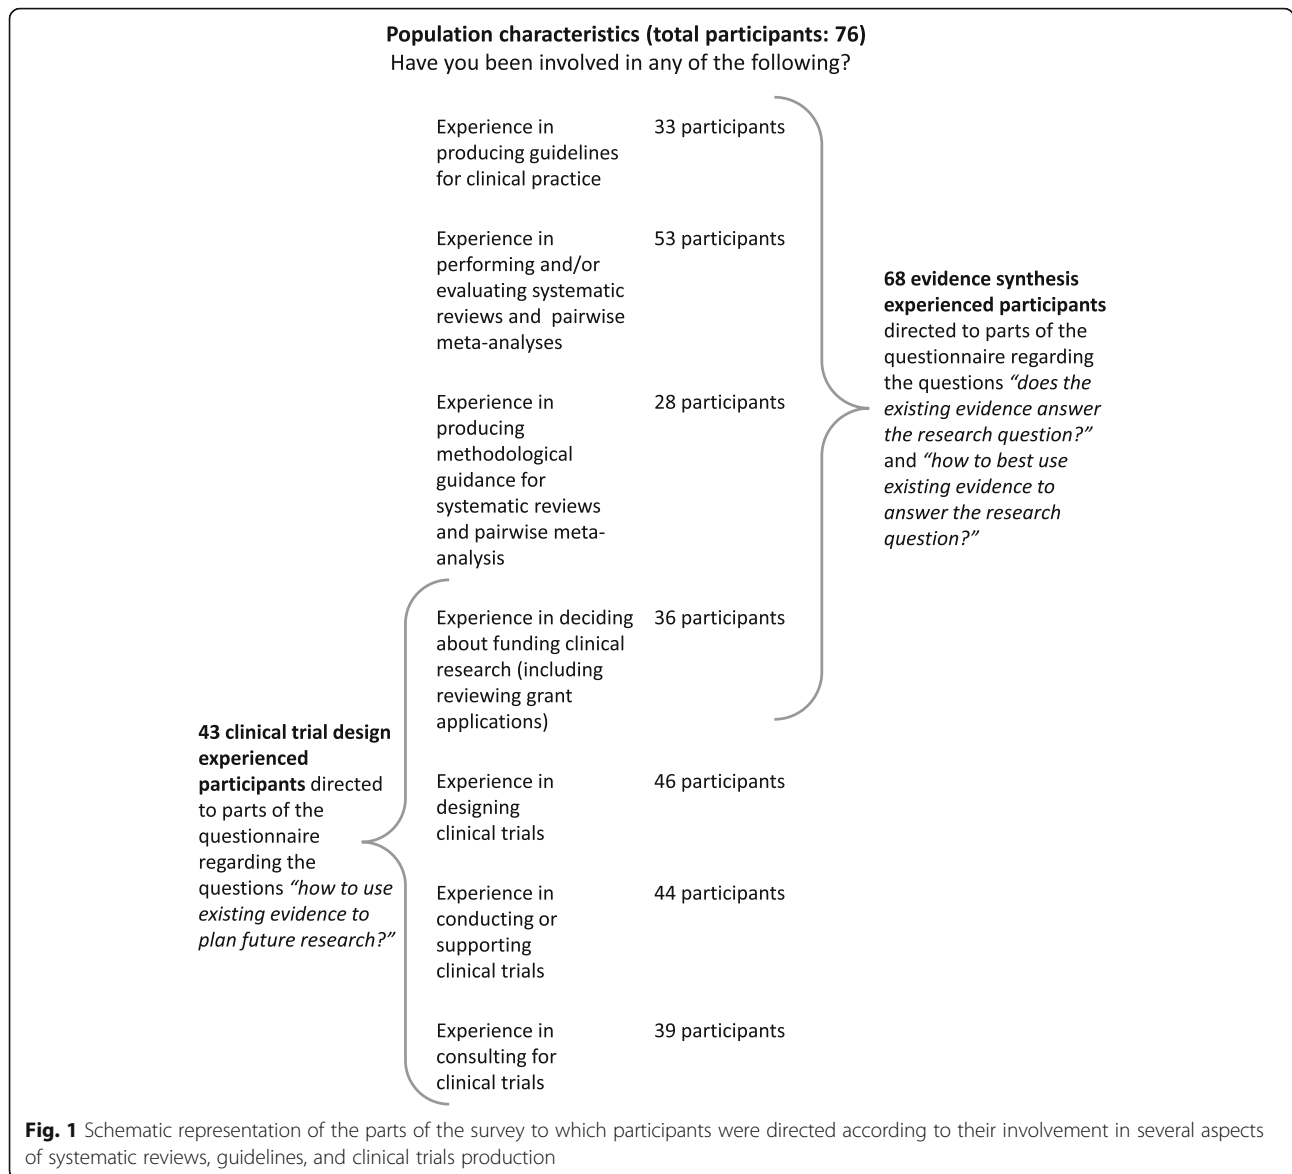 Population characteristics (total participants: 76)
Have you been involved in any of the following?
Experience in
producing guidelines
for clinical practice
33 participants
Experience in
performing and/or
evaluating systematic
reviews and pairwise
meta-analyses
53 participants
Experience in
producing
methodological
guidance for
systematic reviews
and pairwise meta-
analysis
28 participants
68 evidence synthesis
experienced participants
directed to parts of the
questionnaire regarding
the questions “does the
existing evidence answer
the research question?”
and “how to best use
existing evidence to
answer the research
question?”
Experience in deciding
about funding clinical
research (including
reviewing grant
applications)
36 participants
43 clinical trial design
experienced
participants directed
to parts of the
questionnaire
regarding the
questions “how to use
existing evidence to
plan future research?”
Experience in
designing
clinical trials
46 participants
Experience in
conducting or
supporting
clinical trials
44 participants
Experience in
consulting for
clinical trials
39 participants
Fig. 1 Schematic representation of the parts of the survey to which participants were directed according to their involvement in several aspects
of systematic reviews, guidelines, and clinical trials production